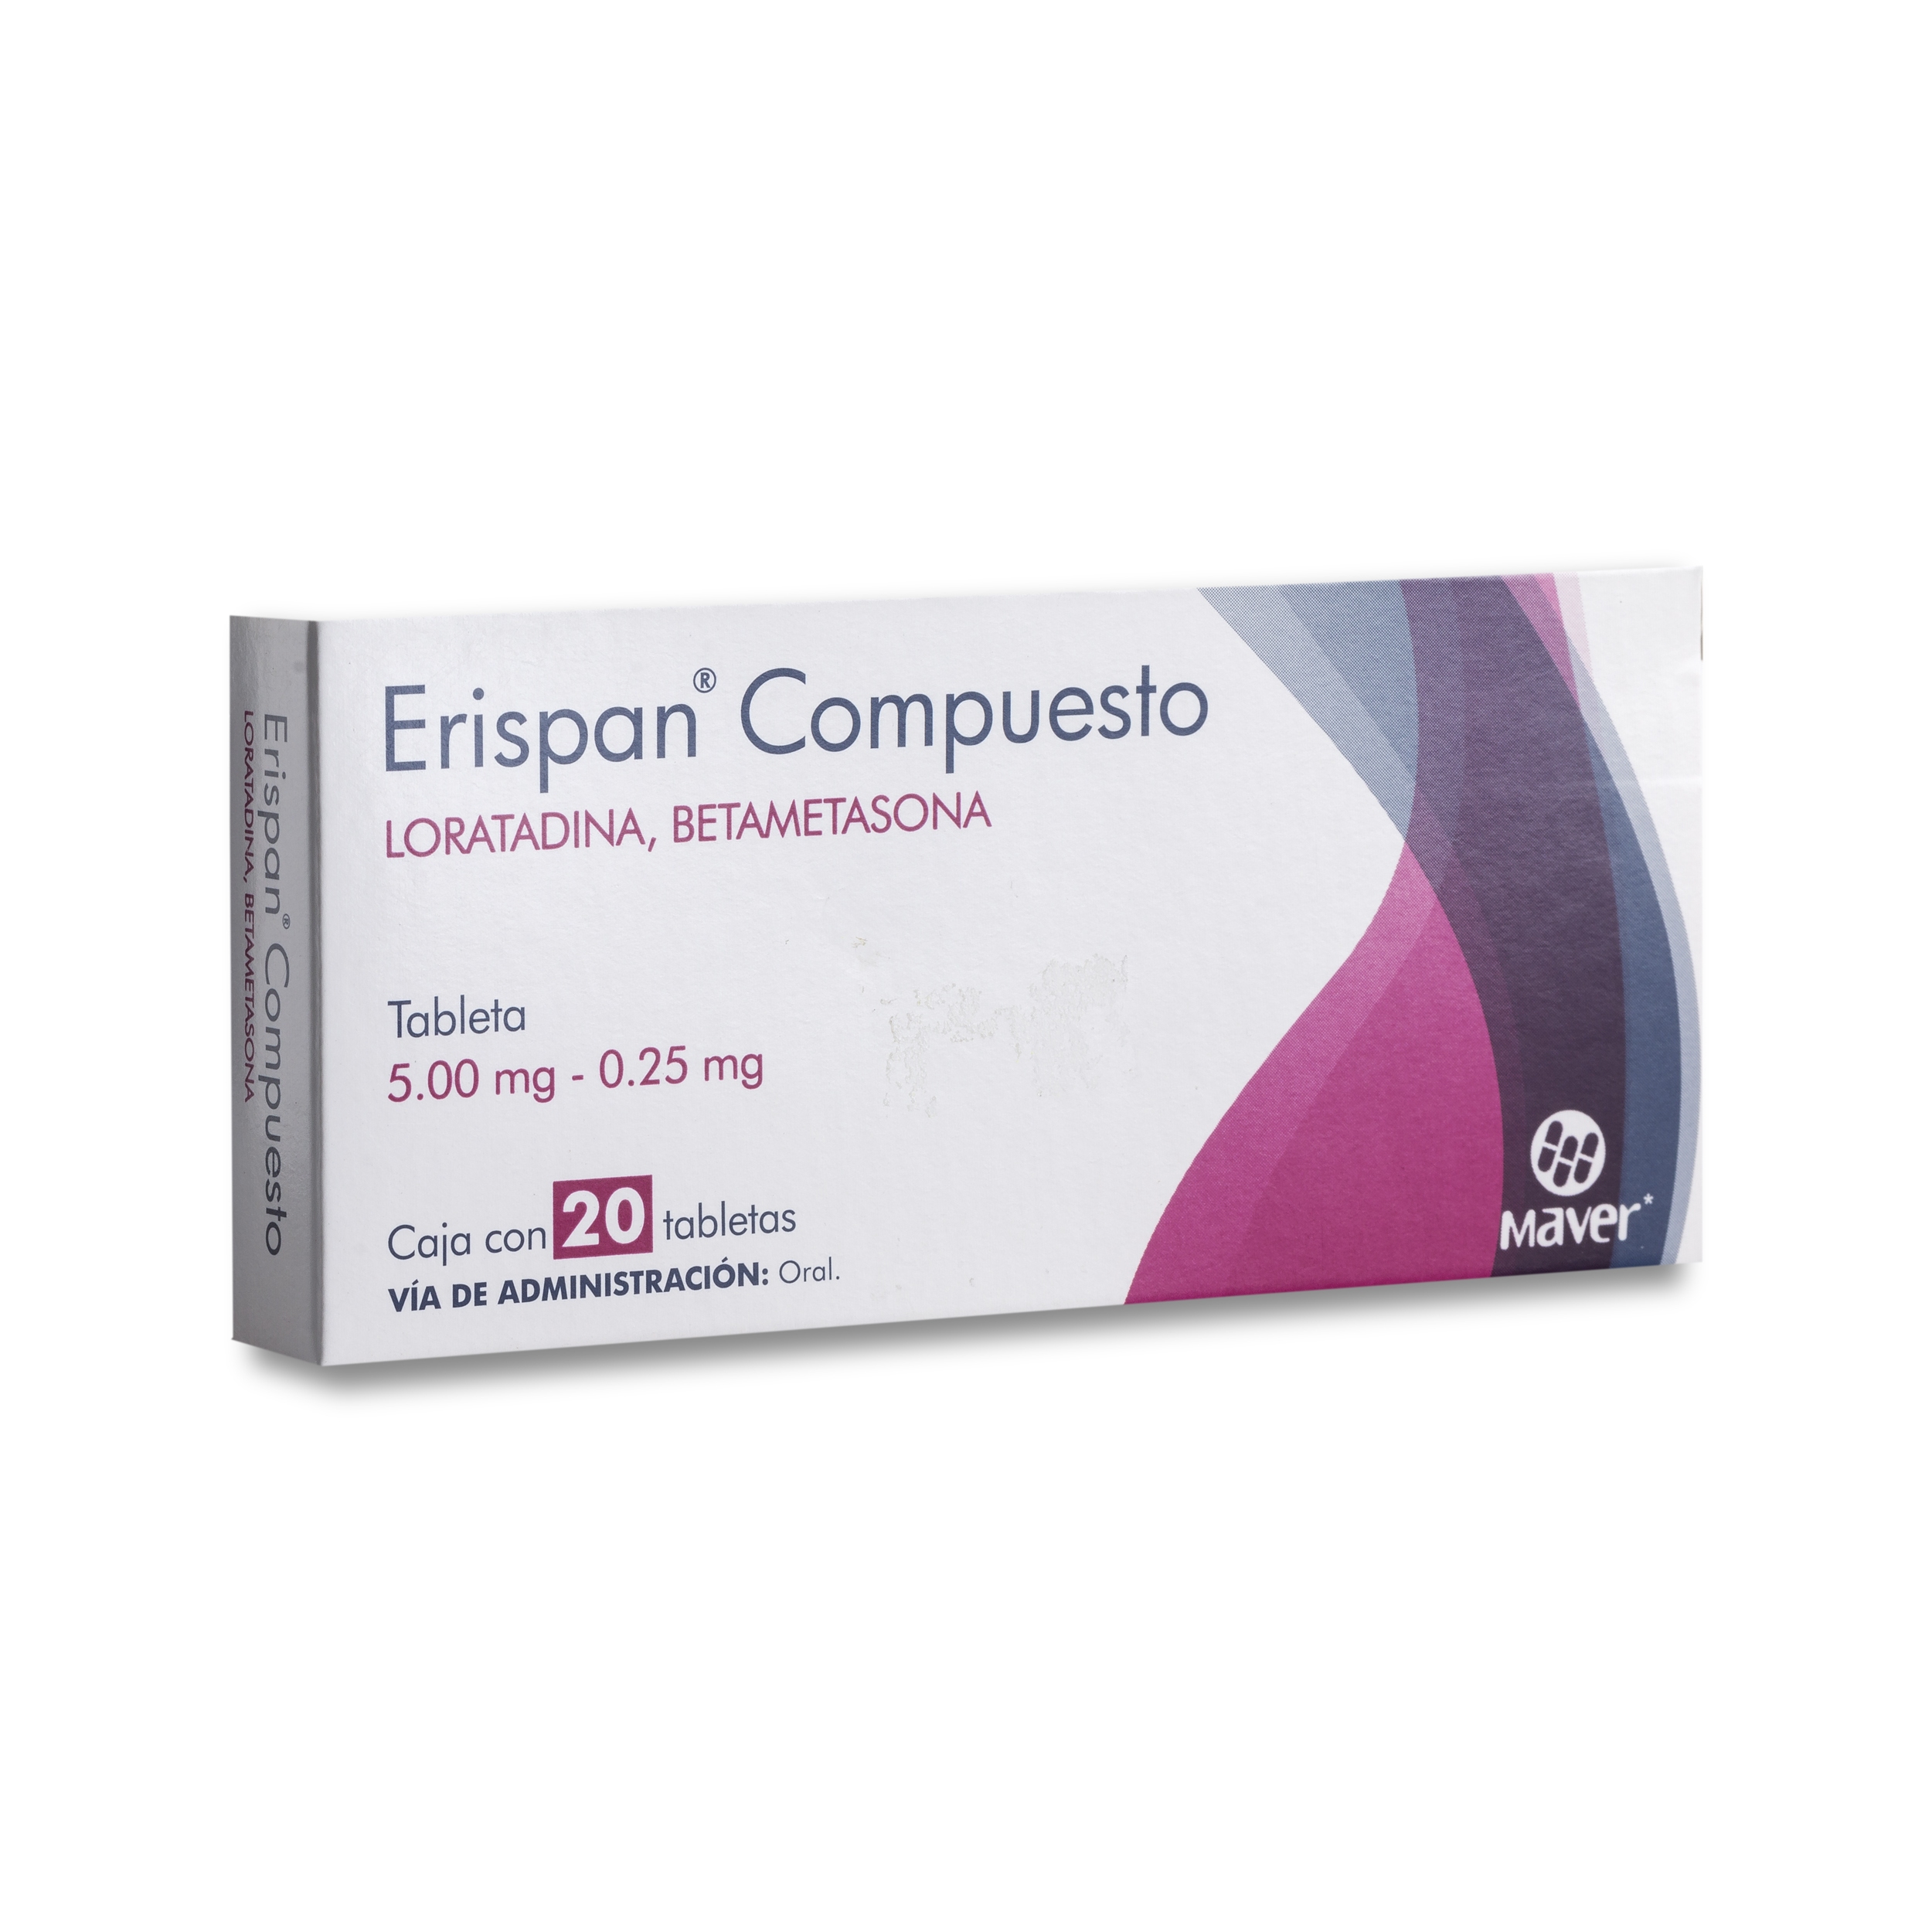 Erispan® Compuesto
LORATADINA, BETAMETASONA
Tableta
5.00 mg - 0.25 mg
Caja con 20 tabletas
VÍA DE ADMINISTRACIÓN: Oral.
Maver*
Erispan® Compuesto
LORATADINA, BETAMETASONA